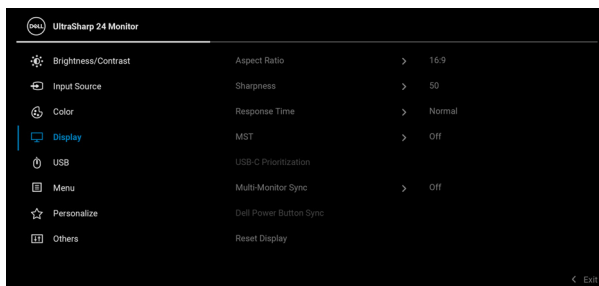 DELL UltraSharp 24 Monitor
Brightness/Contrast Aspect Ratio > 16:9
Input Source Sharpness > 50
Color Response Time > Normal
Display MST > Off
USB USB-C Prioritization
Menu Multi-Monitor Sync > Off
Personalize Dell Power Button Sync
Others Reset Display
< Exit